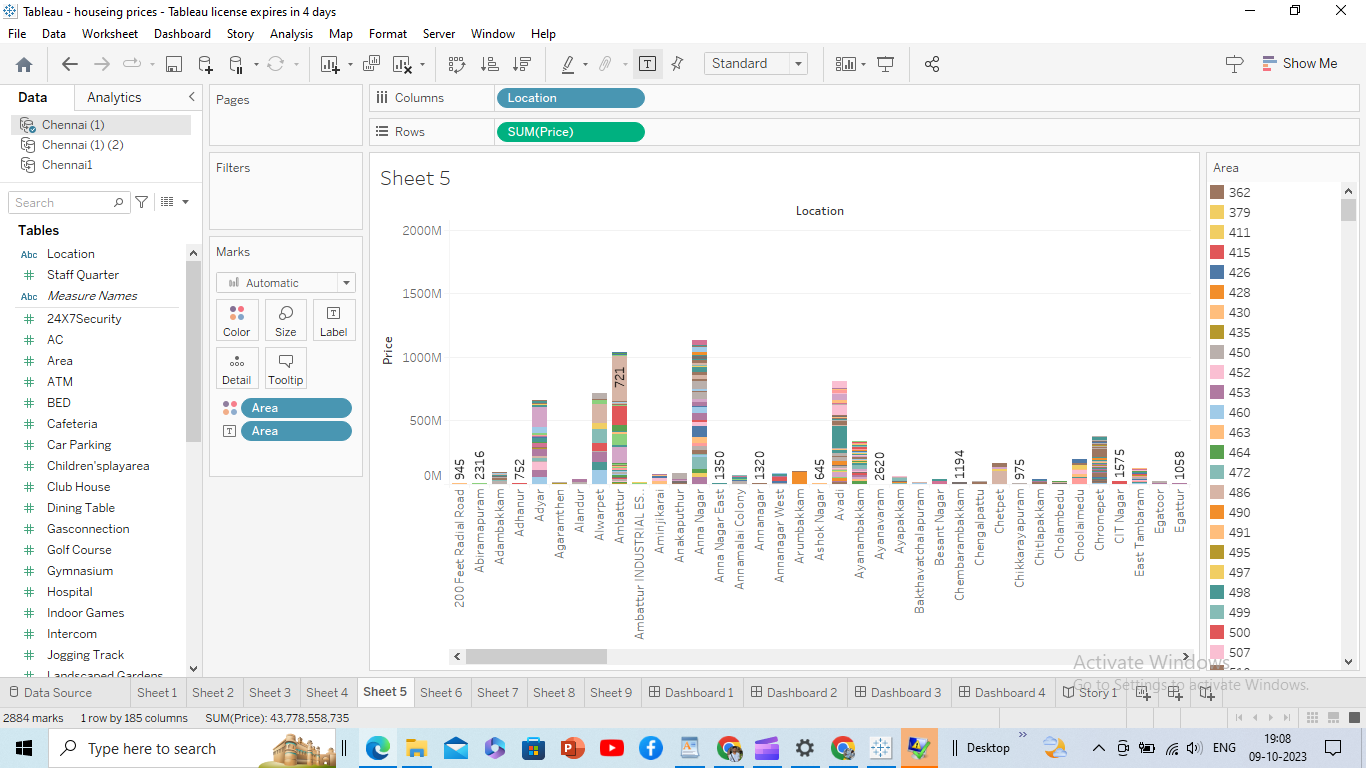 Tableau - houseing prices - Tableau license expires in 4 days
File Data Worksheet Dashboard Story Analysis Map Format Server Window Help
Standard
Show Me
Data Analytics
Chennai (1)
Chennai (1) (2)
Chennai1
Search
Tables
Abc Location
# Staff Quarter
Abc Measure Names
# 24X7Security
# AC
# Area
# ATM
# BED
# Cafeteria
# Car Parking
# Children'splayarea
# Club House
# Dining Table
# Gasconnection
# Golf Course
# Gymnasium
# Hospital
# Indoor Games
# Intercom
# Jogging Track
# Landscaped Gardens
Pages
Filters
Marks
Automatic
Color Size Label
Detail Tooltip
Area
Area
Columns Location
Rows SUM(Price)
Sheet 5
Location
Price
2000M
1500M
1000M
500M
0M
945
2316
752
721
1350
1320
645
2620
1194
975
1575
1058
200 Feet Radial Road
Abiramapuram
Adambakkam
Adhanur
Adyar
Agaramthen
Alandur
Alwarpet
Ambattur
Ambattur INDUSTRIAL ES..
Aminjikarai
Anakaputhur
Anna Nagar
Anna Nagar East
Annamalai Colony
Annanagar
Annanagar West
Arumbakkam
Ashok Nagar
Avadi
Ayanambakkam
Ayanavaram
Ayapakkam
Bakthavatchalapuram
Besant Nagar
Chembarambakkam
Chengalpattu
Chetpet
Chikkarayapuram
Chitlapakkam
Cholambedu
Choolaimedu
Chromepet
CIT Nagar
East Tambaram
Egatoor
Egattur
Area
362
379
411
415
426
428
430
435
450
452
453
460
463
464
472
486
490
491
495
497
498
499
500
507
Activate Windows
Go to Settings to activate Windows.
Data Source Sheet 1 Sheet 2 Sheet 3 Sheet 4 Sheet 5 Sheet 6 Sheet 7 Sheet 8 Sheet 9 Dashboard 1 Dashboard 2 Dashboard 3 Dashboard 4 Story 1
2884 marks 1 row by 185 columns SUM(Price): 43,778,558,735
Type here to search
Desktop
ENG
19:08
09-10-2023